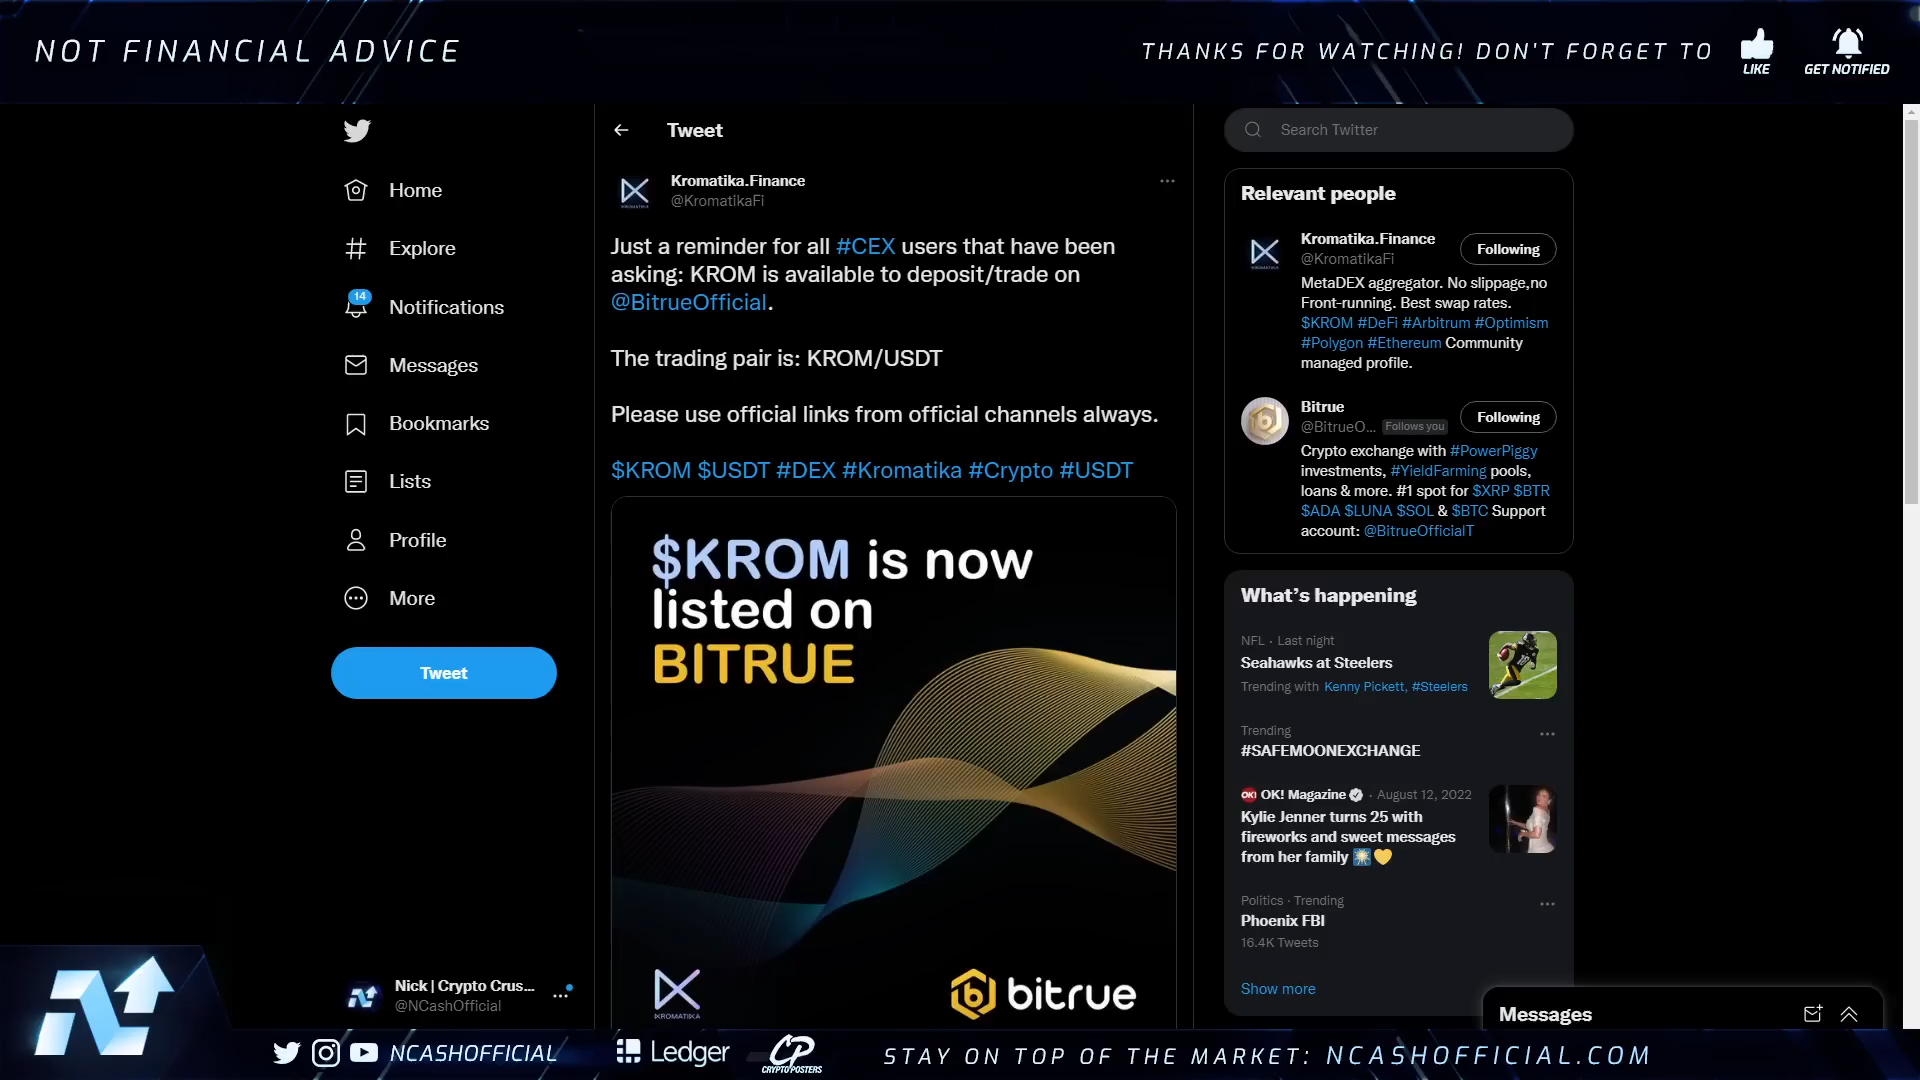 NOT FINANCIAL ADVICE
THANKS FOR WATCHING! DON'T FORGET TO
LIKE
GET NOTIFIED
Home
Explore
14
Notifications
Messages
Bookmarks
Lists
Profile
More
Tweet
Nick | Crypto Crus...
@NCashOfficial
Tweet
Kromatika.Finance
@KromatikaFi
Just a reminder for all #CEX users that have been
asking: KROM is available to deposit/trade on
@BitrueOfficial.
The trading pair is: KROM/USDT
Please use official links from official channels always.
$KROM $USDT #DEX #Kromatika #Crypto #USDT
$KROM is now
listed on
BITRUE
KROMATIKA
bitrue
Search Twitter
Relevant people
Kromatika.Finance
@KromatikaFi
Following
MetaDEX aggregator. No slippage,no
Front-running. Best swap rates.
$KROM #DeFi #Arbitrum #Optimism
#Polygon #Ethereum Community
managed profile.
Bitrue
@BitrueO... Follows you
Following
Crypto exchange with #PowerPiggy
investments, #YieldFarming pools,
loans & more. #1 spot for $XRP $BTR
$ADA $LUNA $SOL & $BTC Support
account: @BitrueOfficialT
What's happening
NFL · Last night
Seahawks at Steelers
Trending with Kenny Pickett, #Steelers
Trending
#SAFEMOONEXCHANGE
OK! OK! Magazine · August 12, 2022
Kylie Jenner turns 25 with
fireworks and sweet messages
from her family 🎆💛
Politics · Trending
Phoenix FBI
16.4K Tweets
Show more
Messages
NCASHOFFICIAL
Ledger
CP
CRYPTOPOSTERS
STAY ON TOP OF THE MARKET: NCASHOFFICIAL.COM